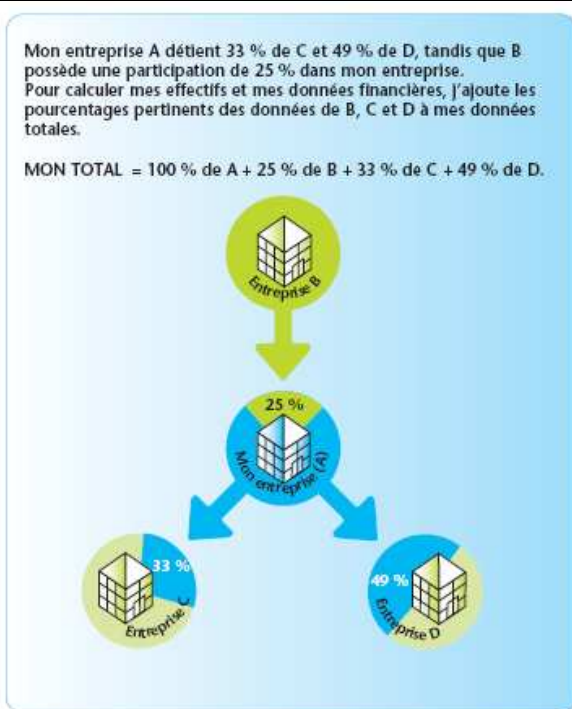 Mon entreprise A détient 33 % de C et 49 % de D, tandis que B
possède une participation de 25 % dans mon entreprise.
Pour calculer mes effectifs et mes données financières, j'ajoute les
pourcentages pertinents des données de B, C et D à mes données
totales.
MON TOTAL = 100 % de A + 25 % de B + 33 % de C + 49 % de D.
Entreprise B
25 %
Mon entreprise (A)
33 %
Entreprise C
49 %
Entreprise D